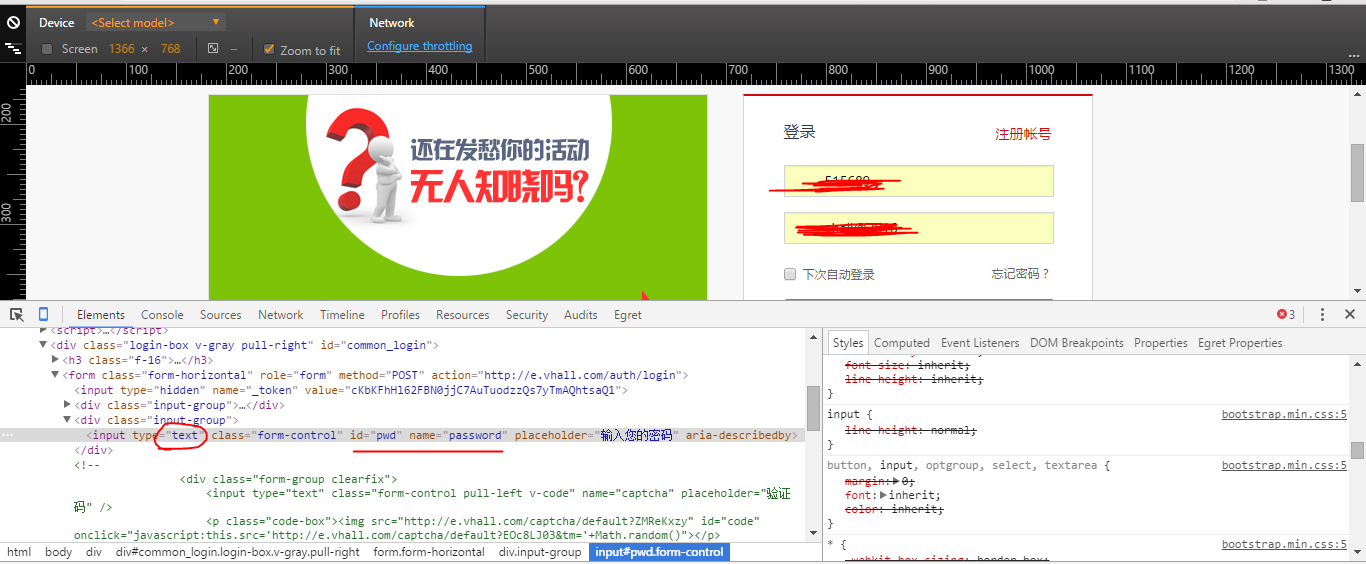 Device <Select model> Network
Screen 1366 × 768 Zoom to fit Configure throttling
0 100 200 300 400 500 600 700 800 900 1000 1100 1200 1300
200
300
还在发愁你的活动
无人知晓吗?
登录 注册帐号
下次自动登录 忘记密码？
Elements Console Sources Network Timeline Profiles Resources Security Audits Egret 3
<script>…</script>
<div class="login-box v-gray pull-right" id="common_login">
<h3 class="f-16">…</h3>
<form class="form-horizontal" role="form" method="POST" action="http://e.vhall.com/auth/login">
<input type="hidden" name="_token" value="cKbKFhHl62FBN0jjC7AuTuodzzQs7yTmAQhtsaQ1">
<div class="input-group">…</div>
<div class="input-group">
<input type="text" class="form-control" id="pwd" name="password" placeholder="输入您的密码" aria-describedby>
</div>
<!--
<div class="form-group clearfix">
<input type="text" class="form-control pull-left v-code" name="captcha" placeholder="验证
码" />
<p class="code-box"><img src="http://e.vhall.com/captcha/default?ZMReKxzy" id="code"
onclick="javascript:this.src='http://e.vhall.com/captcha/default?EOc8LJ03&tm='+Math.random()"></p>
html body div div#common_login.login-box.v-gray.pull-right form.form-horizontal div.input-group input#pwd.form-control
Styles Computed Event Listeners DOM Breakpoints Properties Egret Properties
font-size: inherit;
line-height: inherit;
}
input { bootstrap.min.css:5
line-height: normal;
}
button, input, optgroup, select, textarea { bootstrap.min.css:5
margin: 0;
font: inherit;
color: inherit;
}
* { bootstrap.min.css:5
-webkit-box-sizing: border-box;